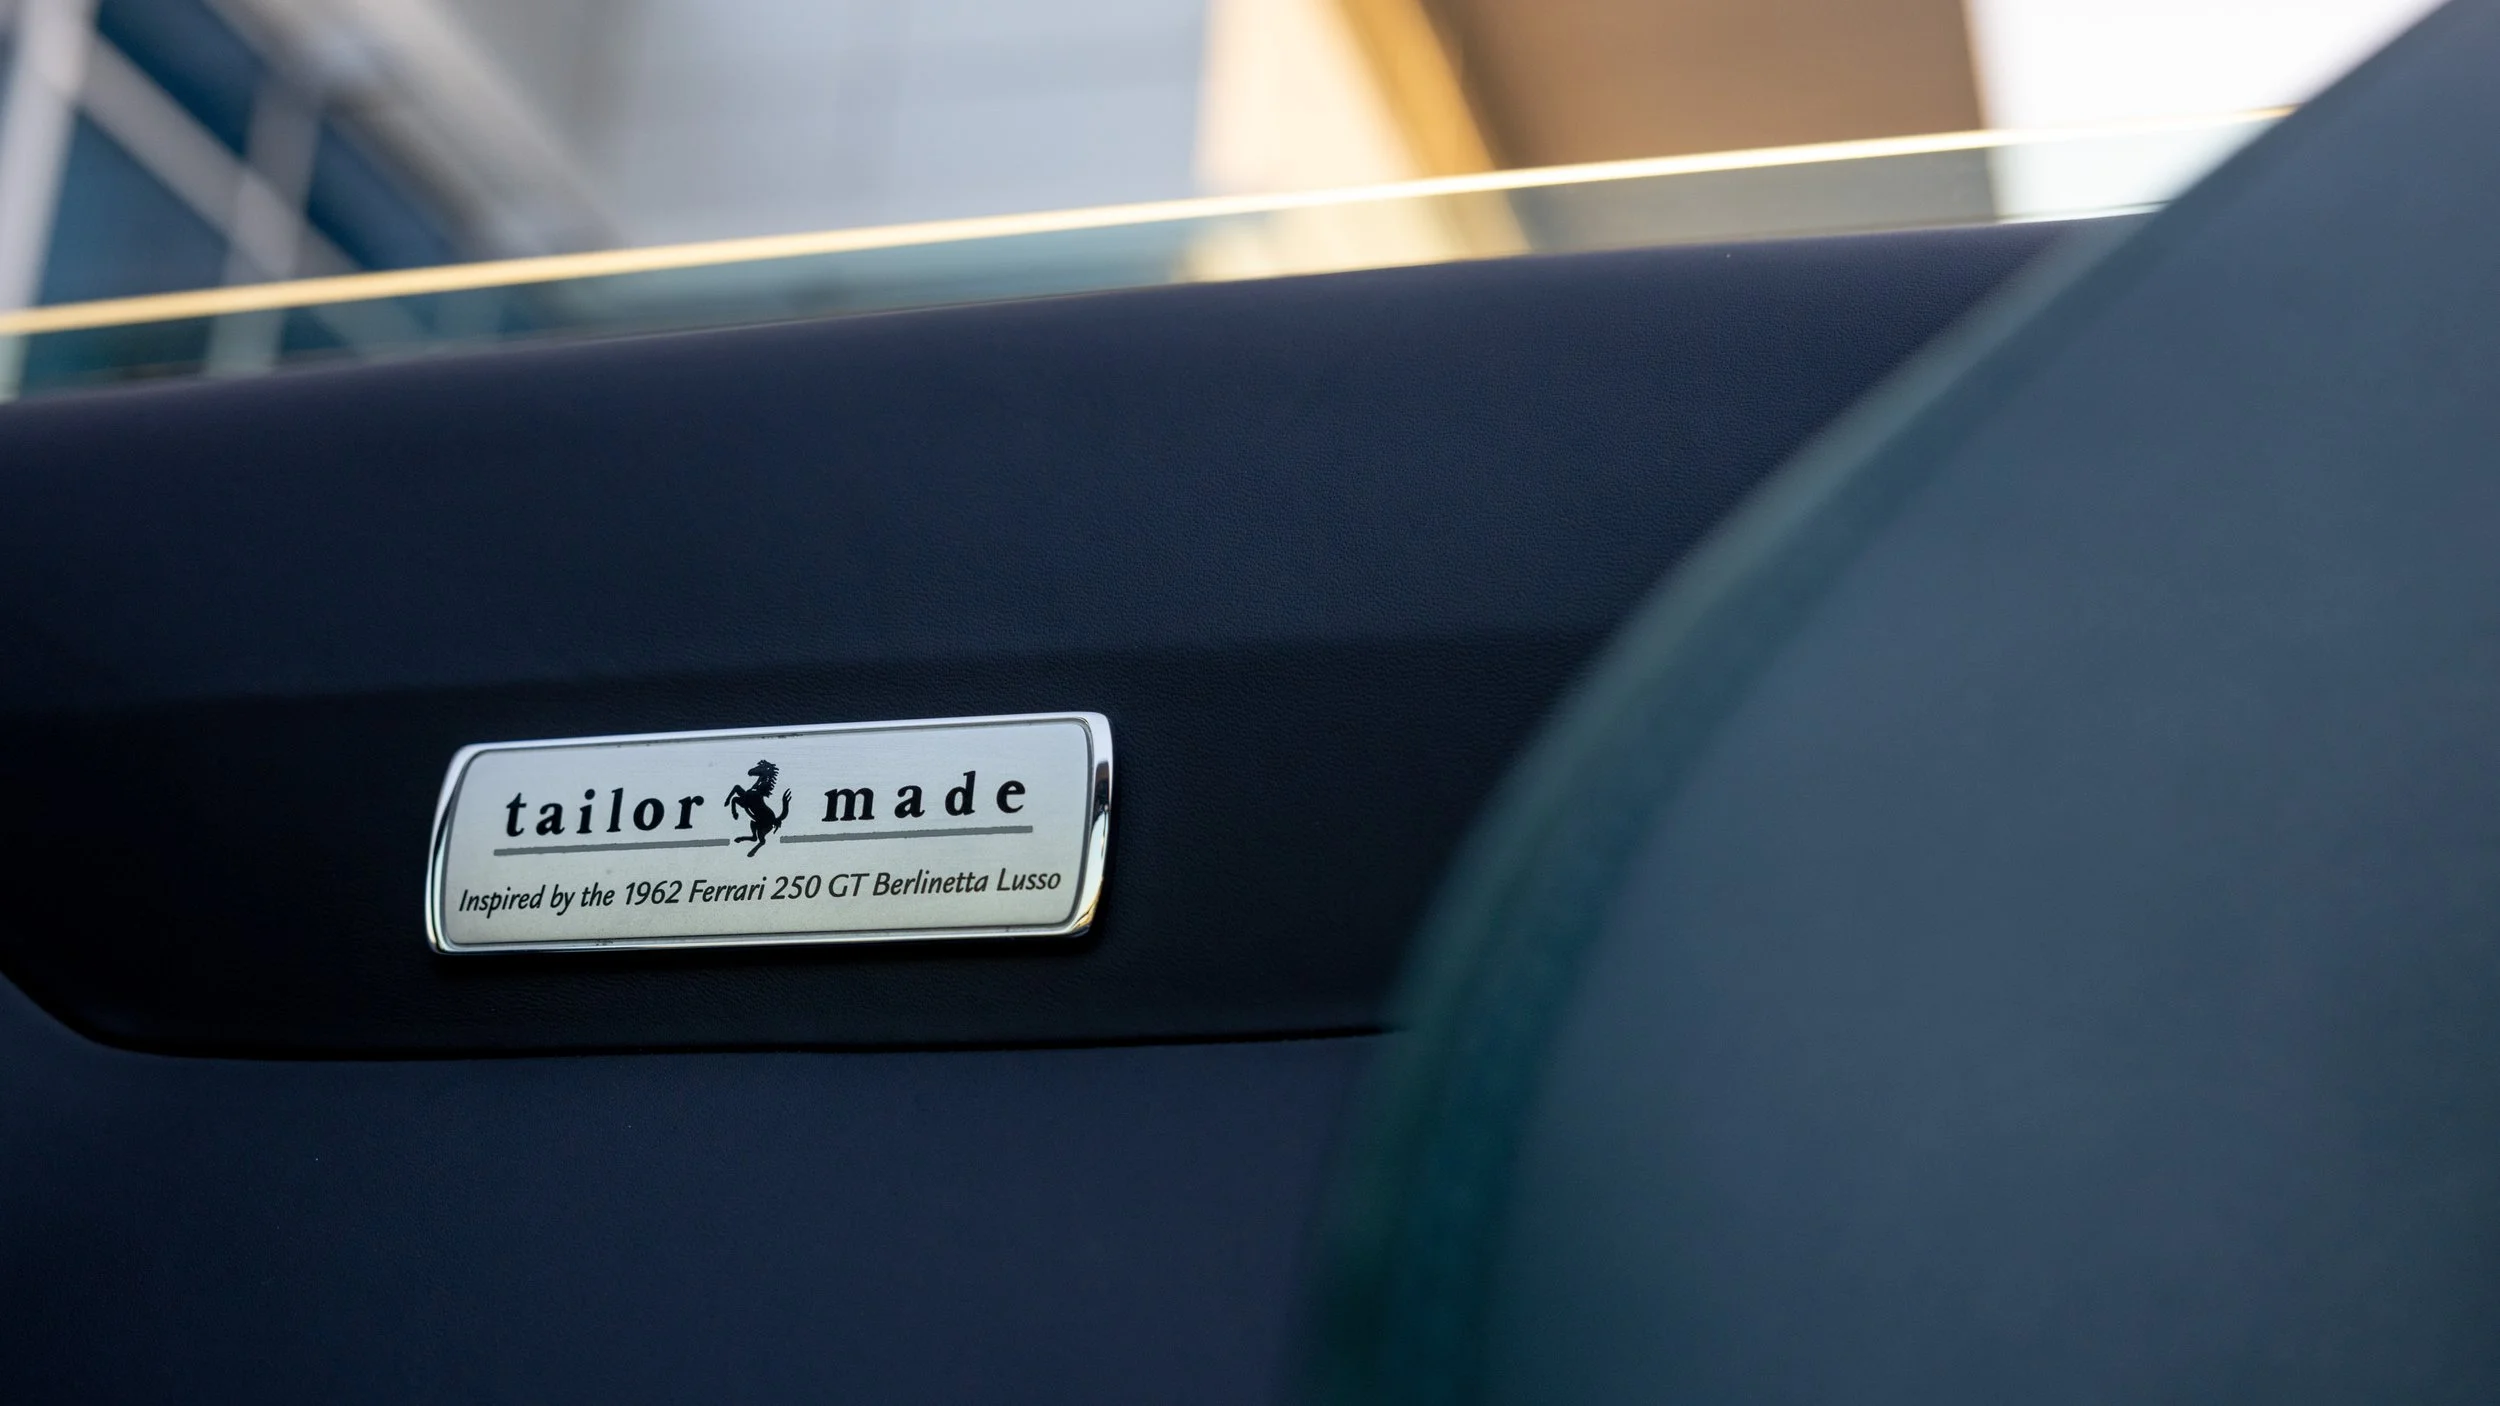 tailor made
Inspired by the 1962 Ferrari 250 GT Berlinetta Lusso